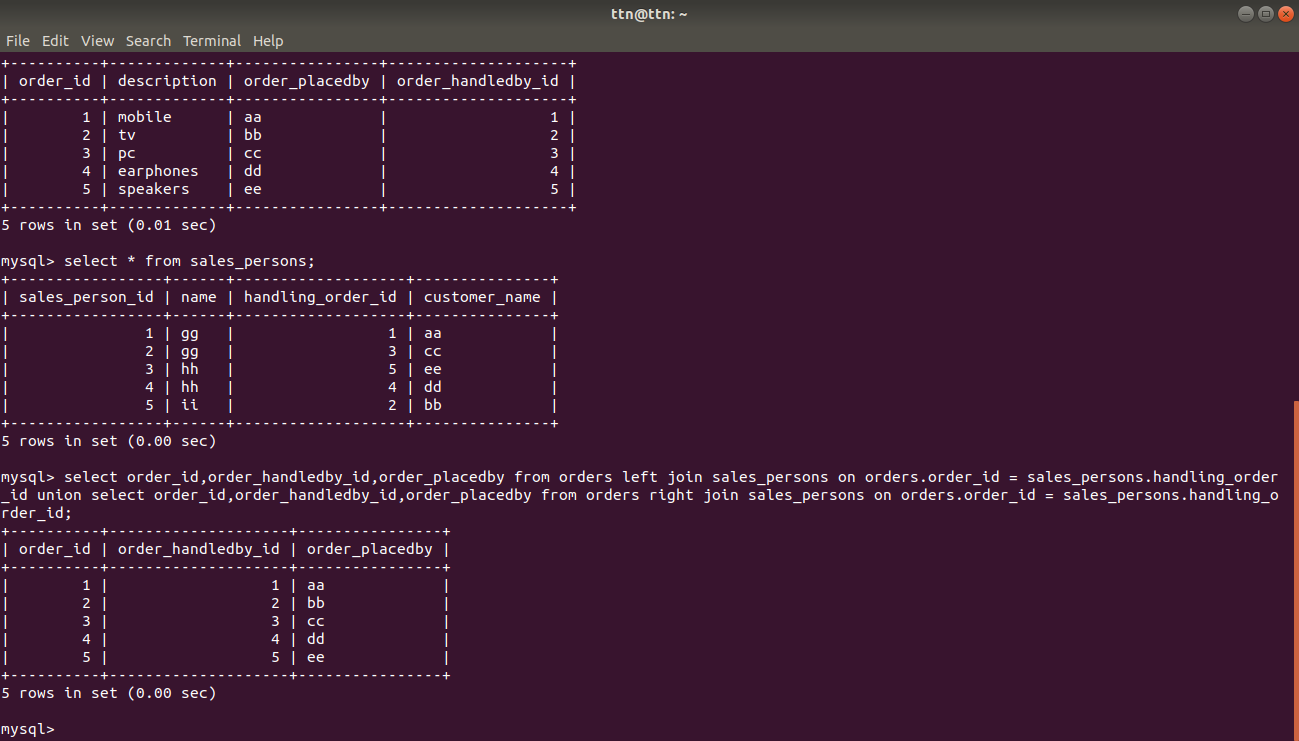 ttn@ttn: ~
File Edit View Search Terminal Help
+----------+-------------+----------------+--------------------+
| order_id | description | order_placedby | order_handledby_id |
+----------+-------------+----------------+--------------------+
|        1 | mobile      | aa             |                  1 |
|        2 | tv          | bb             |                  2 |
|        3 | pc          | cc             |                  3 |
|        4 | earphones   | dd             |                  4 |
|        5 | speakers    | ee             |                  5 |
+----------+-------------+----------------+--------------------+
5 rows in set (0.01 sec)

mysql> select * from sales_persons;
+-----------------+------+-------------------+---------------+
| sales_person_id | name | handling_order_id | customer_name |
+-----------------+------+-------------------+---------------+
|               1 | gg   |                 1 | aa            |
|               2 | gg   |                 3 | cc            |
|               3 | hh   |                 5 | ee            |
|               4 | hh   |                 4 | dd            |
|               5 | ii   |                 2 | bb            |
+-----------------+------+-------------------+---------------+
5 rows in set (0.00 sec)

mysql> select order_id,order_handledby_id,order_placedby from orders left join sales_persons on orders.order_id = sales_persons.handling_order
_id union select order_id,order_handledby_id,order_placedby from orders right join sales_persons on orders.order_id = sales_persons.handling_o
rder_id;
+----------+--------------------+----------------+
| order_id | order_handledby_id | order_placedby |
+----------+--------------------+----------------+
|        1 |                  1 | aa             |
|        2 |                  2 | bb             |
|        3 |                  3 | cc             |
|        4 |                  4 | dd             |
|        5 |                  5 | ee             |
+----------+--------------------+----------------+
5 rows in set (0.00 sec)

mysql>